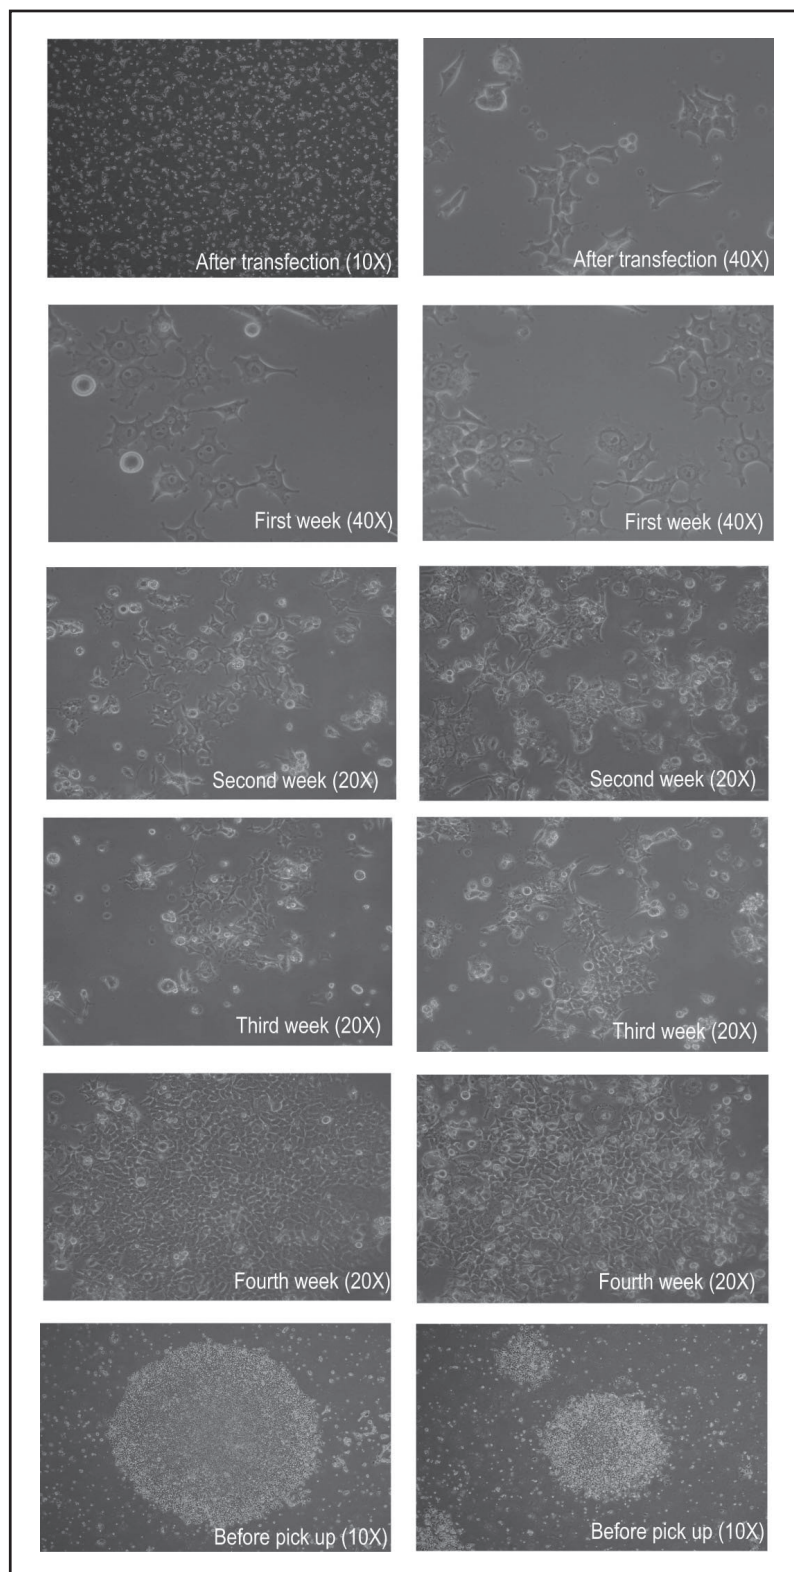 After transfection (10X)
After transfection (40X)
First week (40X)
First week (40X)
Second week (20X)
Second week (20X)
Third week (20X)
Third week (20X)
Fourth week (20X)
Fourth week (20X)
Before pick up (10X)
Before pick up (10X)